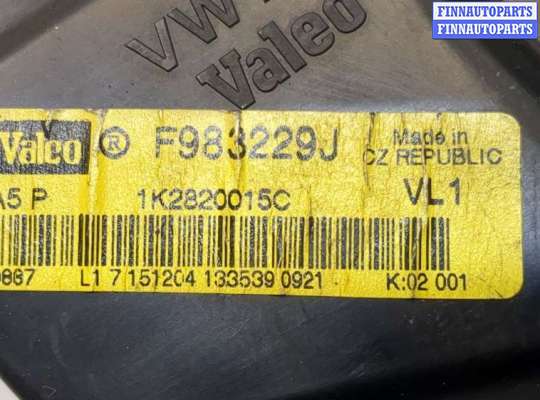 FINNAUTOPARTS
FINNAUTOPARTS
VW
Valeo
Valeo ® F983229J Made in
CZ REPUBLIC
A5 P 1K2820015C VL1
L1 7 151204 133539 0921 K:02 001